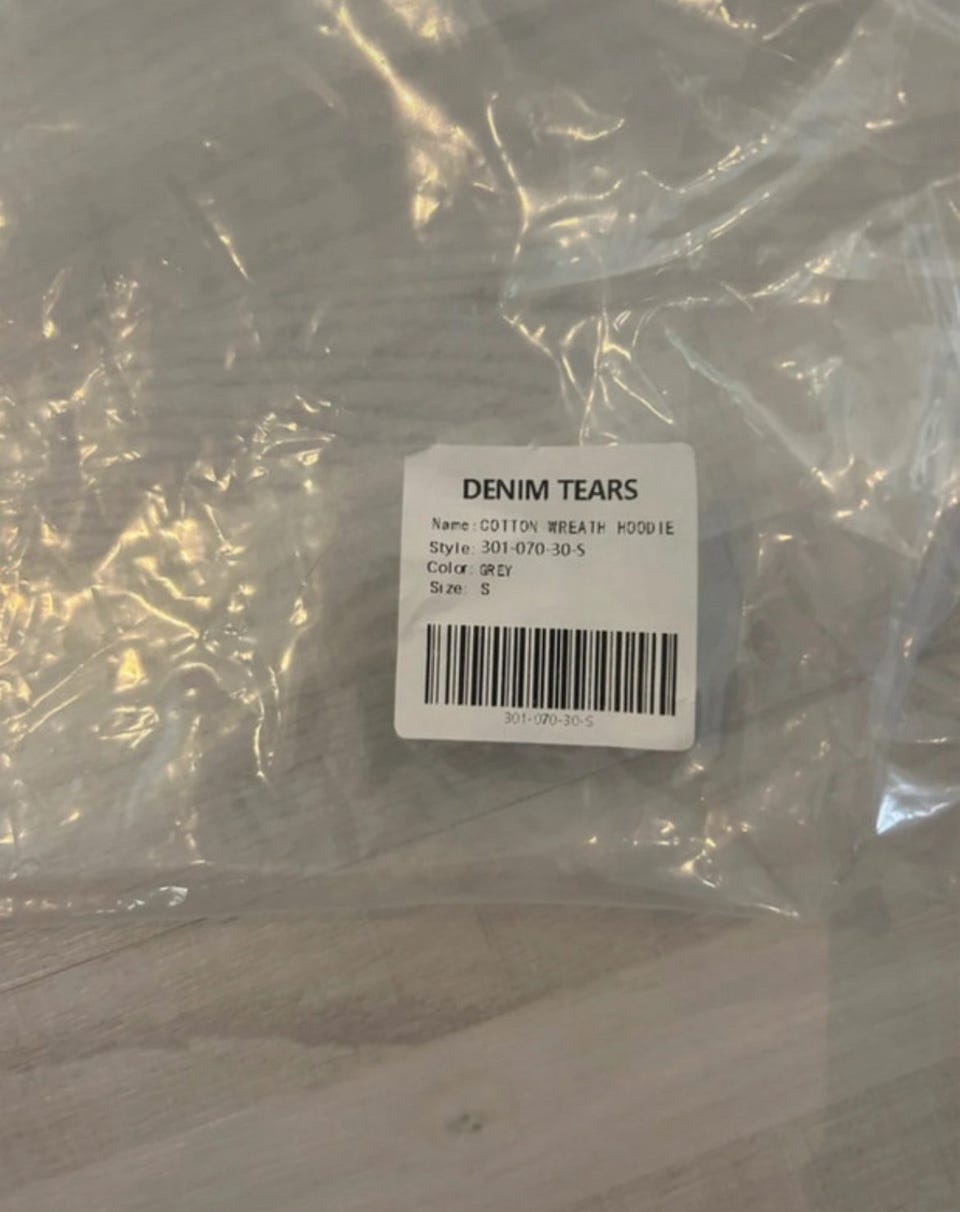 DENIM TEARS
Name: COTTON WREATH HOODIE
Style: 301-070-30-S
Color: GREY
Size: S
301-070-30-S